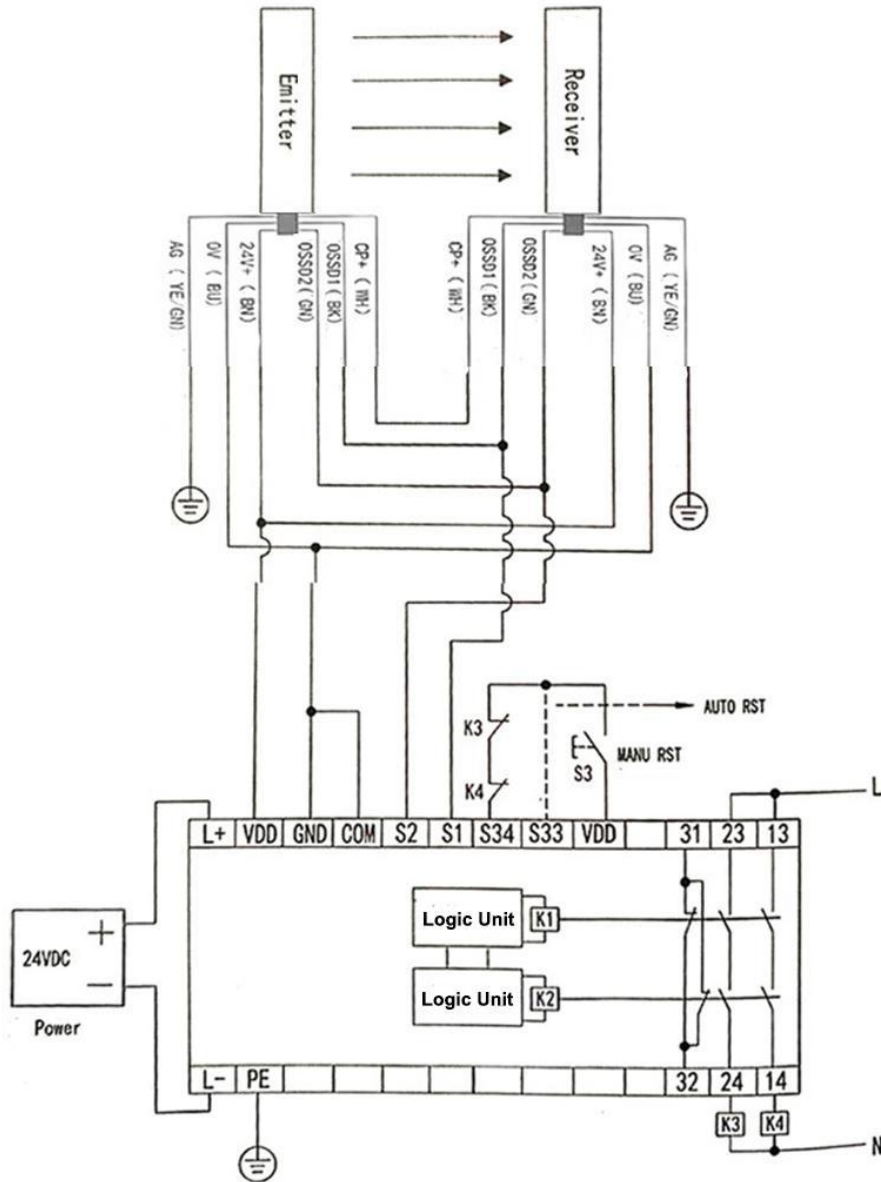 Emitter
Receiver
AG (YE/GN)
0V (BU)
24V+ (BN)
OSSD2(GN)
OSSD1(BK)
CP+ (WH)
CP+ (WH)
OSSD1(BK)
OSSD2(GN)
24V+ (BN)
0V (BU)
AG (YE/GN)
AUTO RST
K3
MANU RST
S3
K4
L
L+ VDD GND COM S2 S1 S34 S33 VDD 31 23 13
Logic Unit K1
24VDC + −
Logic Unit K2
Power
L- PE 32 24 14
K3 K4
N